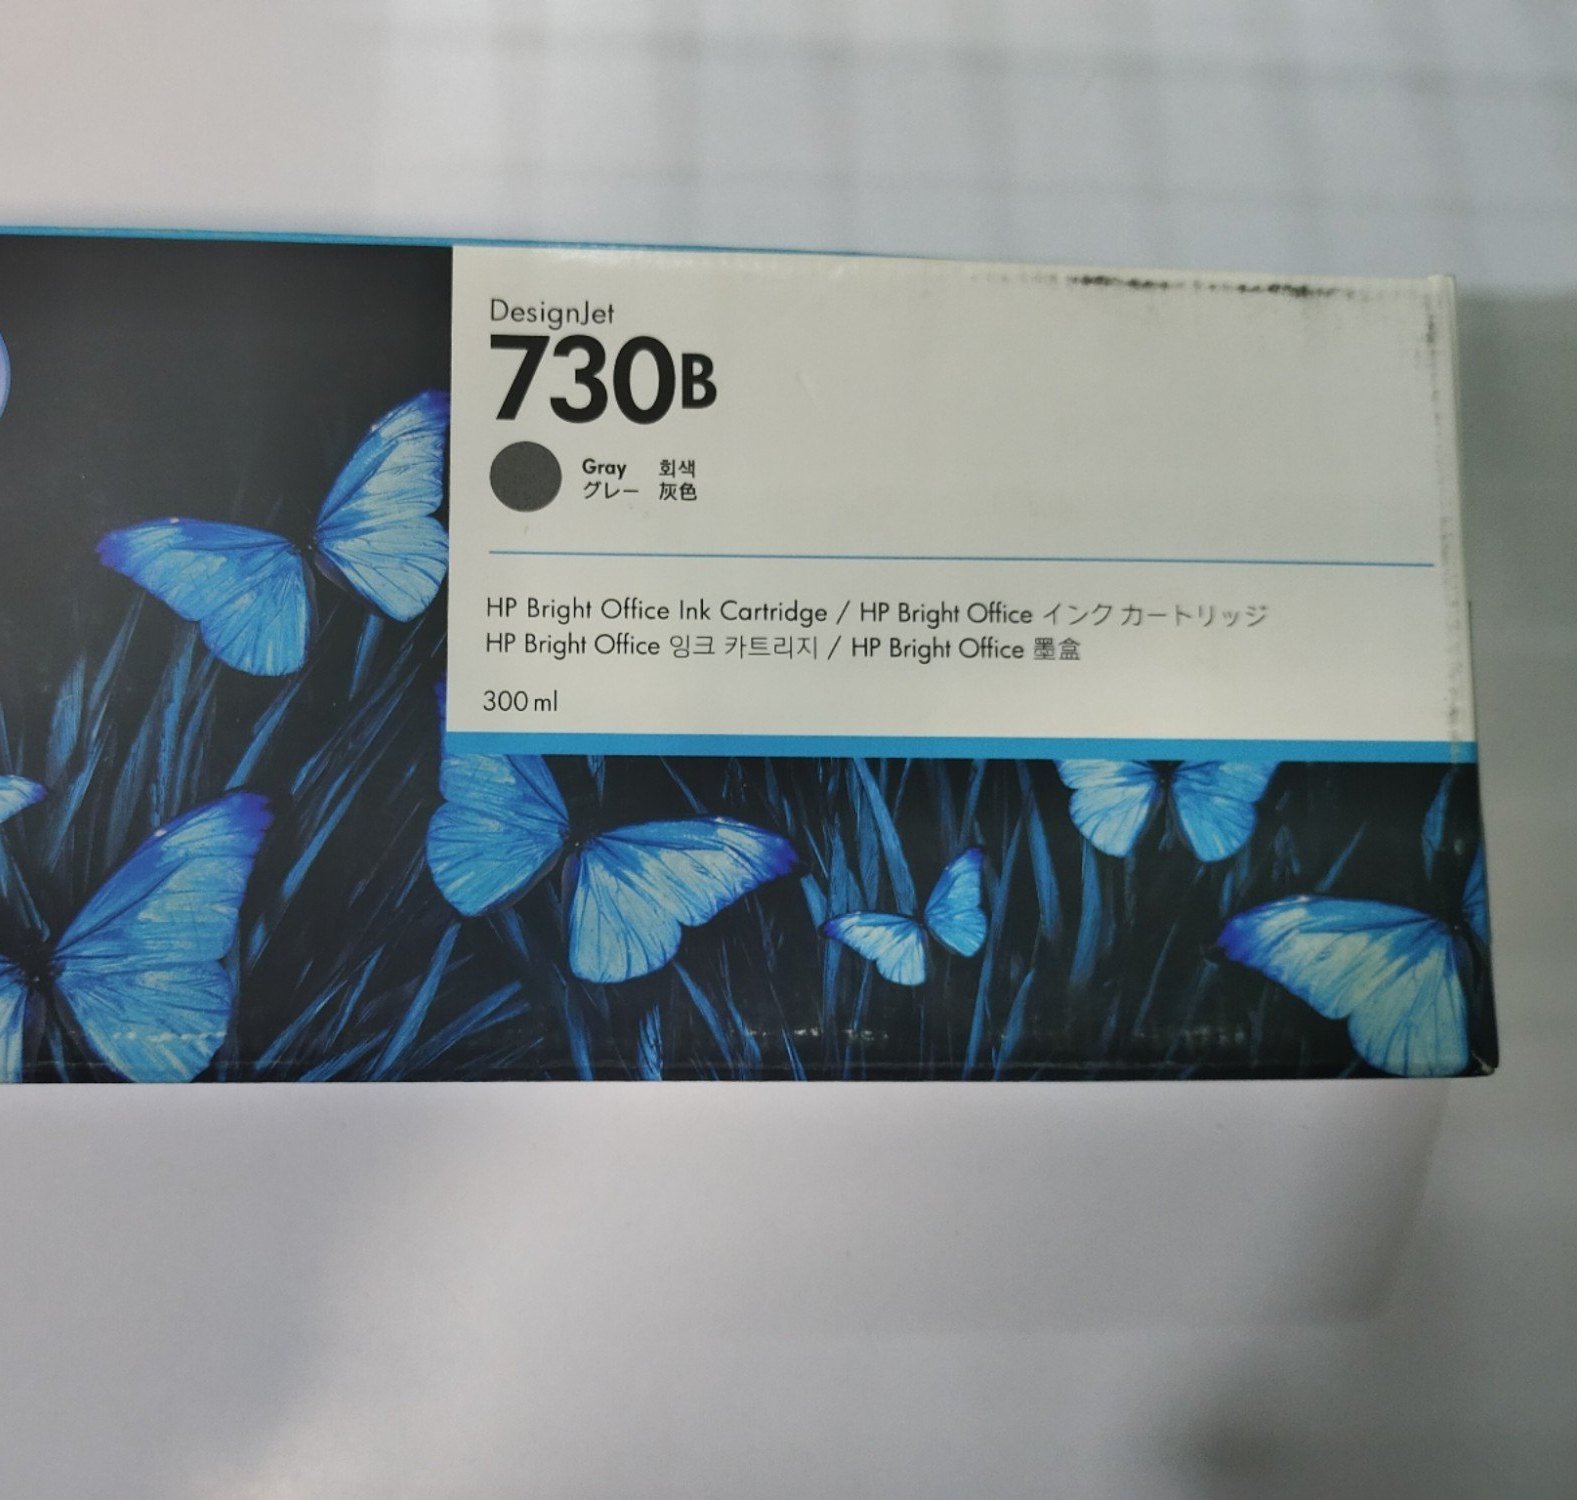 DesignJet
730B
Gray 회색
グレー 灰色
HP Bright Office Ink Cartridge / HP Bright Office インク カートリッジ
HP Bright Office 잉크 카트리지 / HP Bright Office 墨盒
300 ml